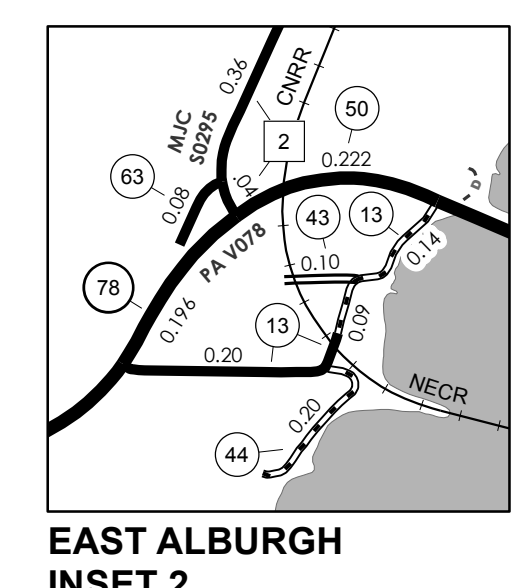 0.36
CNRR
MJC
S0295
2
50
63
0.08
.04
0.222
D
PA V078
43
13
0.14
0.10
78
0.196
13
0.09
0.20
NECR
0.20
44
EAST ALBURGH
INSET 2